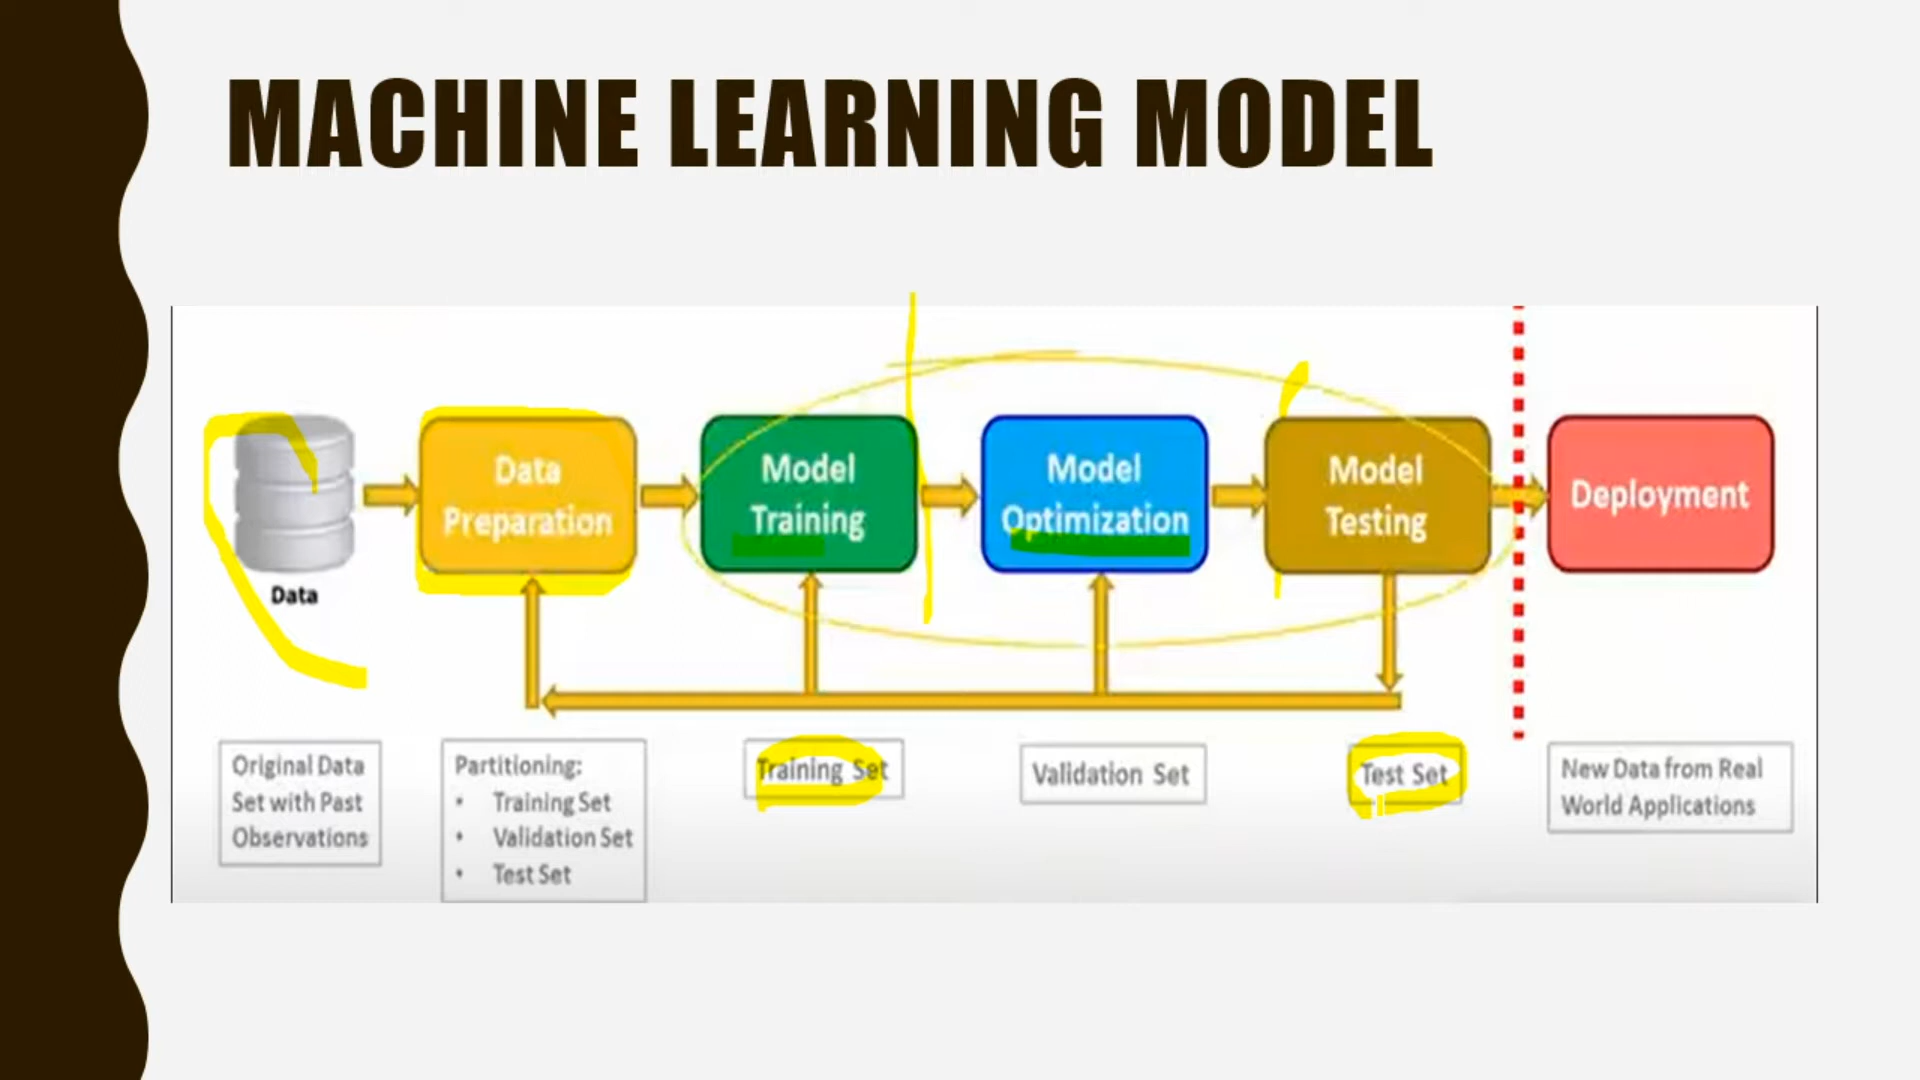 MACHINE LEARNING MODEL
Data
Data
Preparation
Model
Training
Model
Optimization
Model
Testing
Deployment
Original Data
Set with Past
Observations
Partitioning:
• Training Set
• Validation Set
• Test Set
Training Set
Validation Set
Test Set
New Data from Real
World Applications